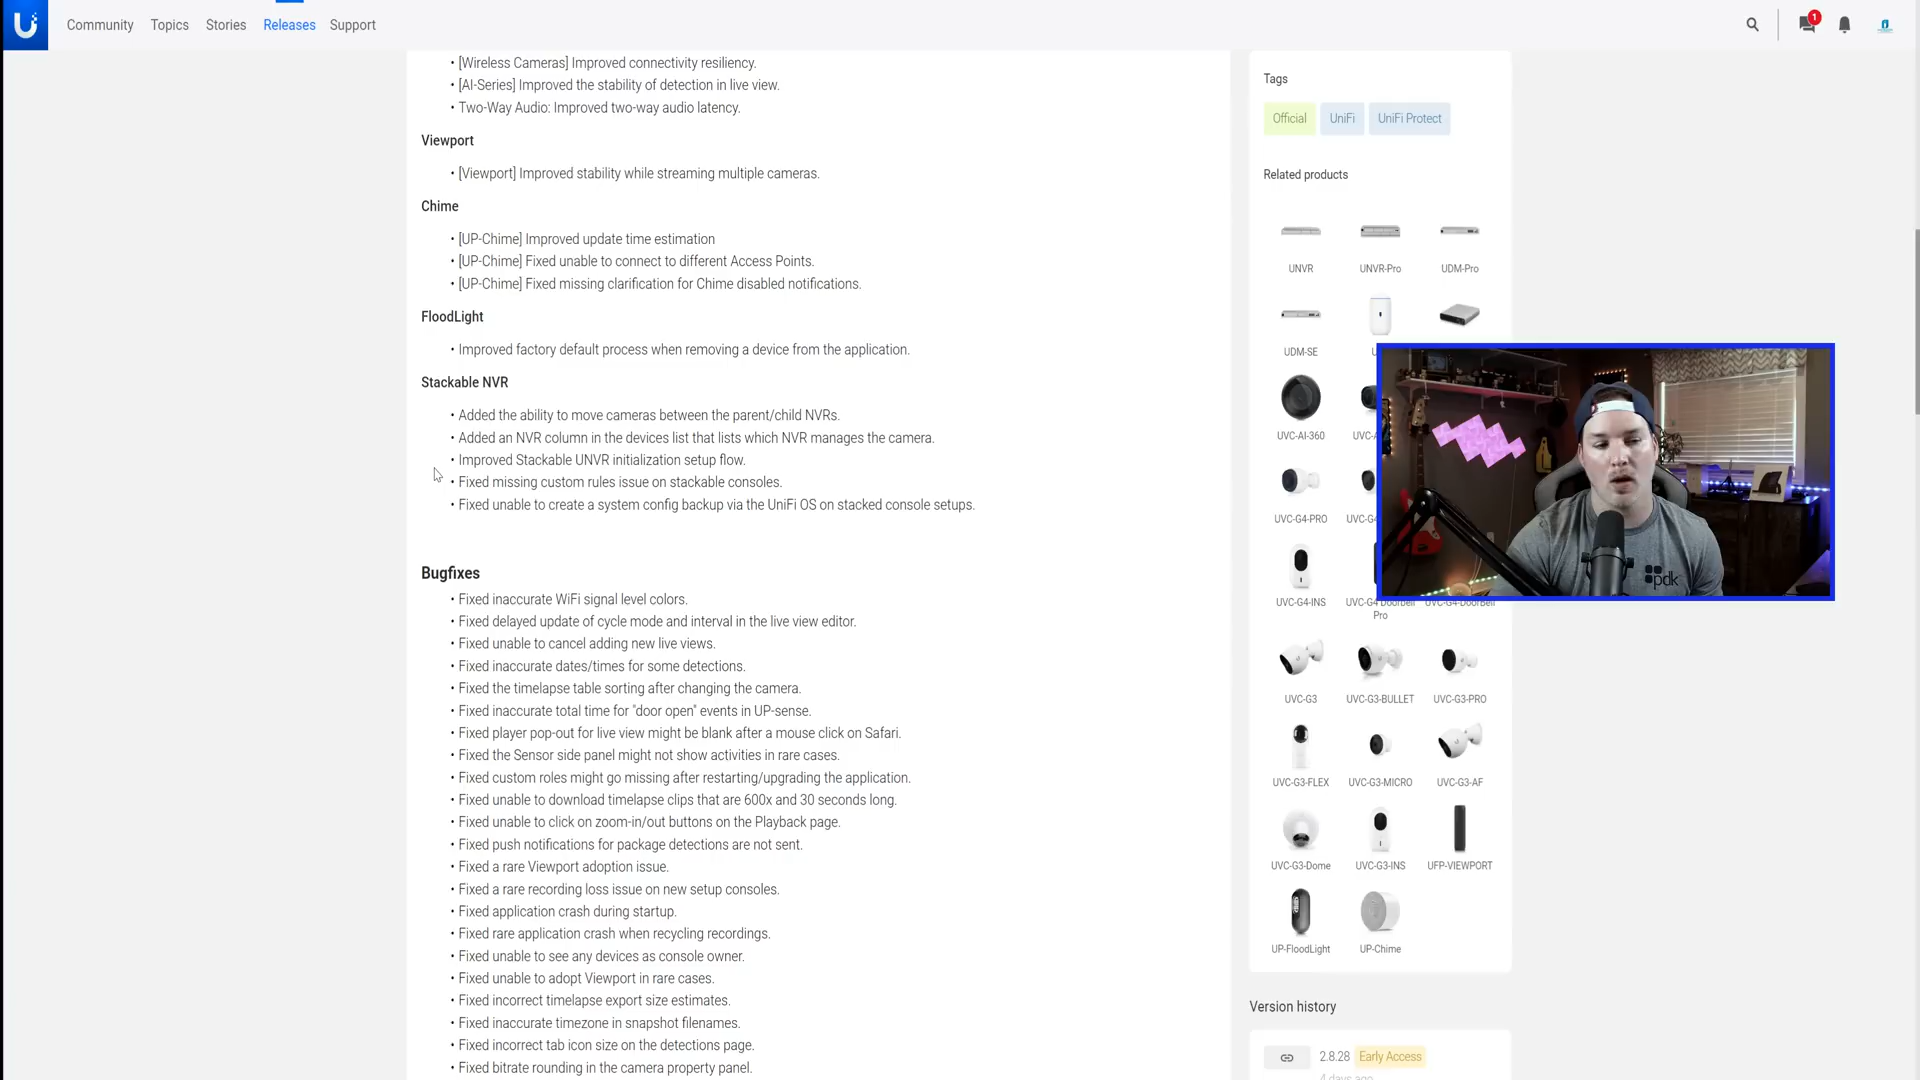 Community Topics Stories Releases Support
1
• [Wireless Cameras] Improved connectivity resiliency.
• [AI-Series] Improved the stability of detection in live view.
• Two-Way Audio: Improved two-way audio latency.
Viewport
• [Viewport] Improved stability while streaming multiple cameras.
Chime
• [UP-Chime] Improved update time estimation
• [UP-Chime] Fixed unable to connect to different Access Points.
• [UP-Chime] Fixed missing clarification for Chime disabled notifications.
FloodLight
• Improved factory default process when removing a device from the application.
Stackable NVR
• Added the ability to move cameras between the parent/child NVRs.
• Added an NVR column in the devices list that lists which NVR manages the camera.
• Improved Stackable UNVR initialization setup flow.
• Fixed missing custom rules issue on stackable consoles.
• Fixed unable to create a system config backup via the UniFi OS on stacked console setups.
Bugfixes
• Fixed inaccurate WiFi signal level colors.
• Fixed delayed update of cycle mode and interval in the live view editor.
• Fixed unable to cancel adding new live views.
• Fixed inaccurate dates/times for some detections.
• Fixed the timelapse table sorting after changing the camera.
• Fixed inaccurate total time for "door open" events in UP-sense.
• Fixed player pop-out for live view might be blank after a mouse click on Safari.
• Fixed the Sensor side panel might not show activities in rare cases.
• Fixed custom roles might go missing after restarting/upgrading the application.
• Fixed unable to download timelapse clips that are 600x and 30 seconds long.
• Fixed unable to click on zoom-in/out buttons on the Playback page.
• Fixed push notifications for package detections are not sent.
• Fixed a rare Viewport adoption issue.
• Fixed a rare recording loss issue on new setup consoles.
• Fixed application crash during startup.
• Fixed rare application crash when recycling recordings.
• Fixed unable to see any devices as console owner.
• Fixed unable to adopt Viewport in rare cases.
• Fixed incorrect timelapse export size estimates.
• Fixed inaccurate timezone in snapshot filenames.
• Fixed incorrect tab icon size on the detections page.
• Fixed bitrate rounding in the camera property panel.
Tags
Official UniFi UniFi Protect
Related products
UNVR UNVR-Pro UDM-Pro
UDM-SE
UVC-AI-360
UVC-G4-PRO
UVC-G4-INS UVC-G4 Doorbell Pro UVC-G4-Doorbell
UVC-G3 UVC-G3-BULLET UVC-G3-PRO
UVC-G3-FLEX UVC-G3-MICRO UVC-G3-AF
UVC-G3-Dome UVC-G3-INS UFP-VIEWPORT
UP-FloodLight UP-Chime
pdk
Version history
2.8.28 Early Access
4 days ago